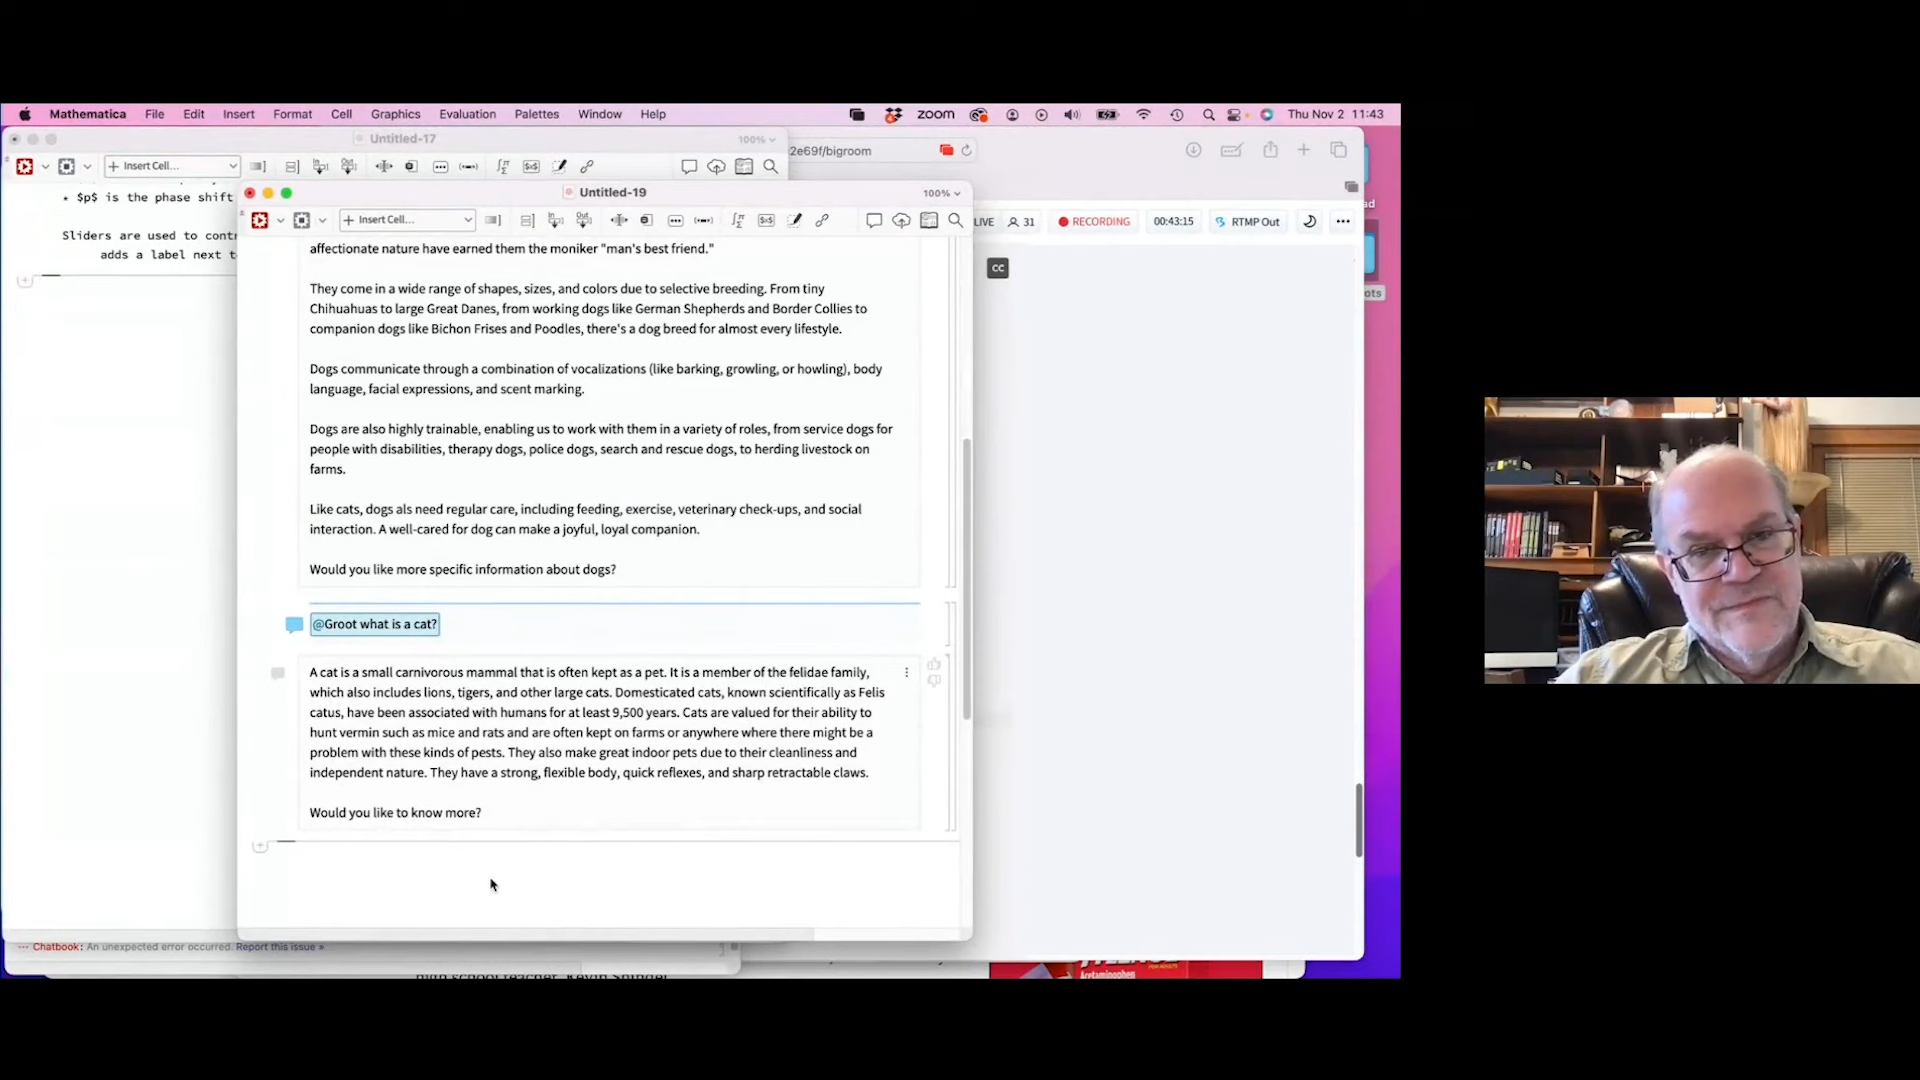 Mathematica File Edit Insert Format Cell Graphics Evaluation Palettes Window Help zoom Thu Nov 2 11:43
Untitled-17 100%
2e69f/bigroom
Insert Cell...
* $p$ is the phase shift
Sliders are used to contr
adds a label next t
Untitled-19 100%
Insert Cell...
LIVE 31 RECORDING 00:43:15 RTMP Out
CC
ad
ots
affectionate nature have earned them the moniker "man's best friend."
They come in a wide range of shapes, sizes, and colors due to selective breeding. From tiny
Chihuahuas to large Great Danes, from working dogs like German Shepherds and Border Collies to
companion dogs like Bichon Frises and Poodles, there's a dog breed for almost every lifestyle.
Dogs communicate through a combination of vocalizations (like barking, growling, or howling), body
language, facial expressions, and scent marking.
Dogs are also highly trainable, enabling us to work with them in a variety of roles, from service dogs for
people with disabilities, therapy dogs, police dogs, search and rescue dogs, to herding livestock on
farms.
Like cats, dogs als need regular care, including feeding, exercise, veterinary check-ups, and social
interaction. A well-cared for dog can make a joyful, loyal companion.
Would you like more specific information about dogs?
@Groot what is a cat?
A cat is a small carnivorous mammal that is often kept as a pet. It is a member of the felidae family,
which also includes lions, tigers, and other large cats. Domesticated cats, known scientifically as Felis
catus, have been associated with humans for at least 9,500 years. Cats are valued for their ability to
hunt vermin such as mice and rats and are often kept on farms or anywhere where there might be a
problem with these kinds of pests. They also make great indoor pets due to their cleanliness and
independent nature. They have a strong, flexible body, quick reflexes, and sharp retractable claws.
Would you like to know more?
Chatbook: An unexpected error occurred. Report this issue »
high school teacher, Kevin
Acetaminophen